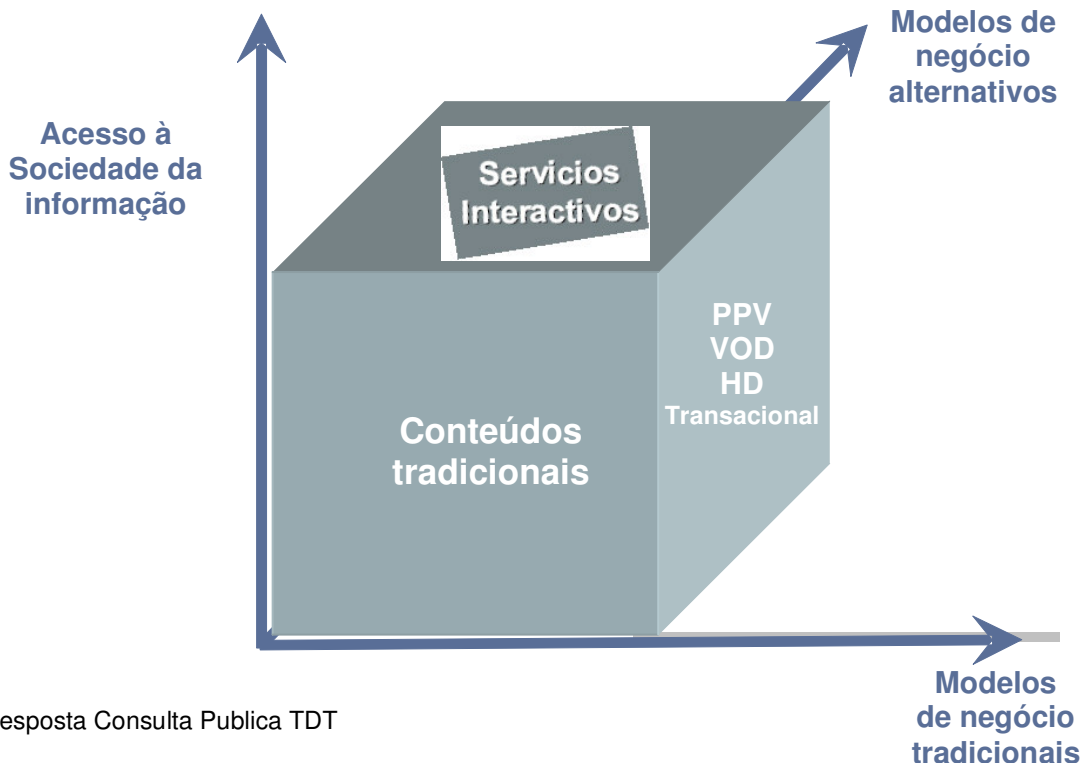 Modelos de
negócio
alternativos
Acesso à
Sociedade da
informação
Servicios
Interactivos
PPV
VOD
HD
Transacional
Conteúdos
tradicionais
Modelos
de negócio
tradicionais
esposta Consulta Publica TDT